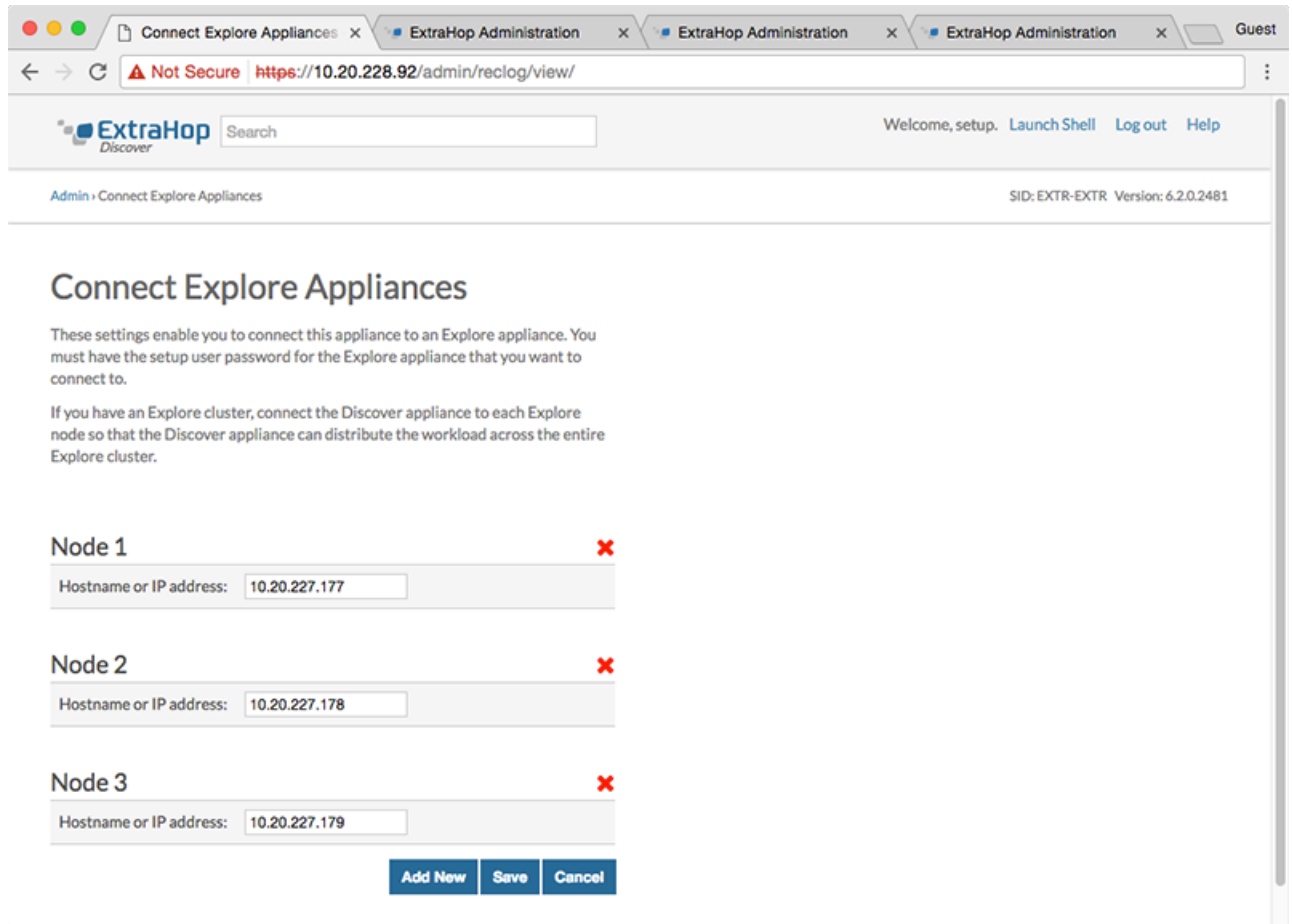 Connect Explore Appliances
ExtraHop Administration
ExtraHop Administration
ExtraHop Administration
Guest
Not Secure https://10.20.228.92/admin/reclog/view/
ExtraHop
Discover
Search
Welcome, setup. Launch Shell Log out Help
Admin › Connect Explore Appliances
SID: EXTR-EXTR Version: 6.2.0.2481
Connect Explore Appliances
These settings enable you to connect this appliance to an Explore appliance. You
must have the setup user password for the Explore appliance that you want to
connect to.
If you have an Explore cluster, connect the Discover appliance to each Explore
node so that the Discover appliance can distribute the workload across the entire
Explore cluster.
Node 1
Hostname or IP address: 10.20.227.177
Node 2
Hostname or IP address: 10.20.227.178
Node 3
Hostname or IP address: 10.20.227.179
Add New Save Cancel